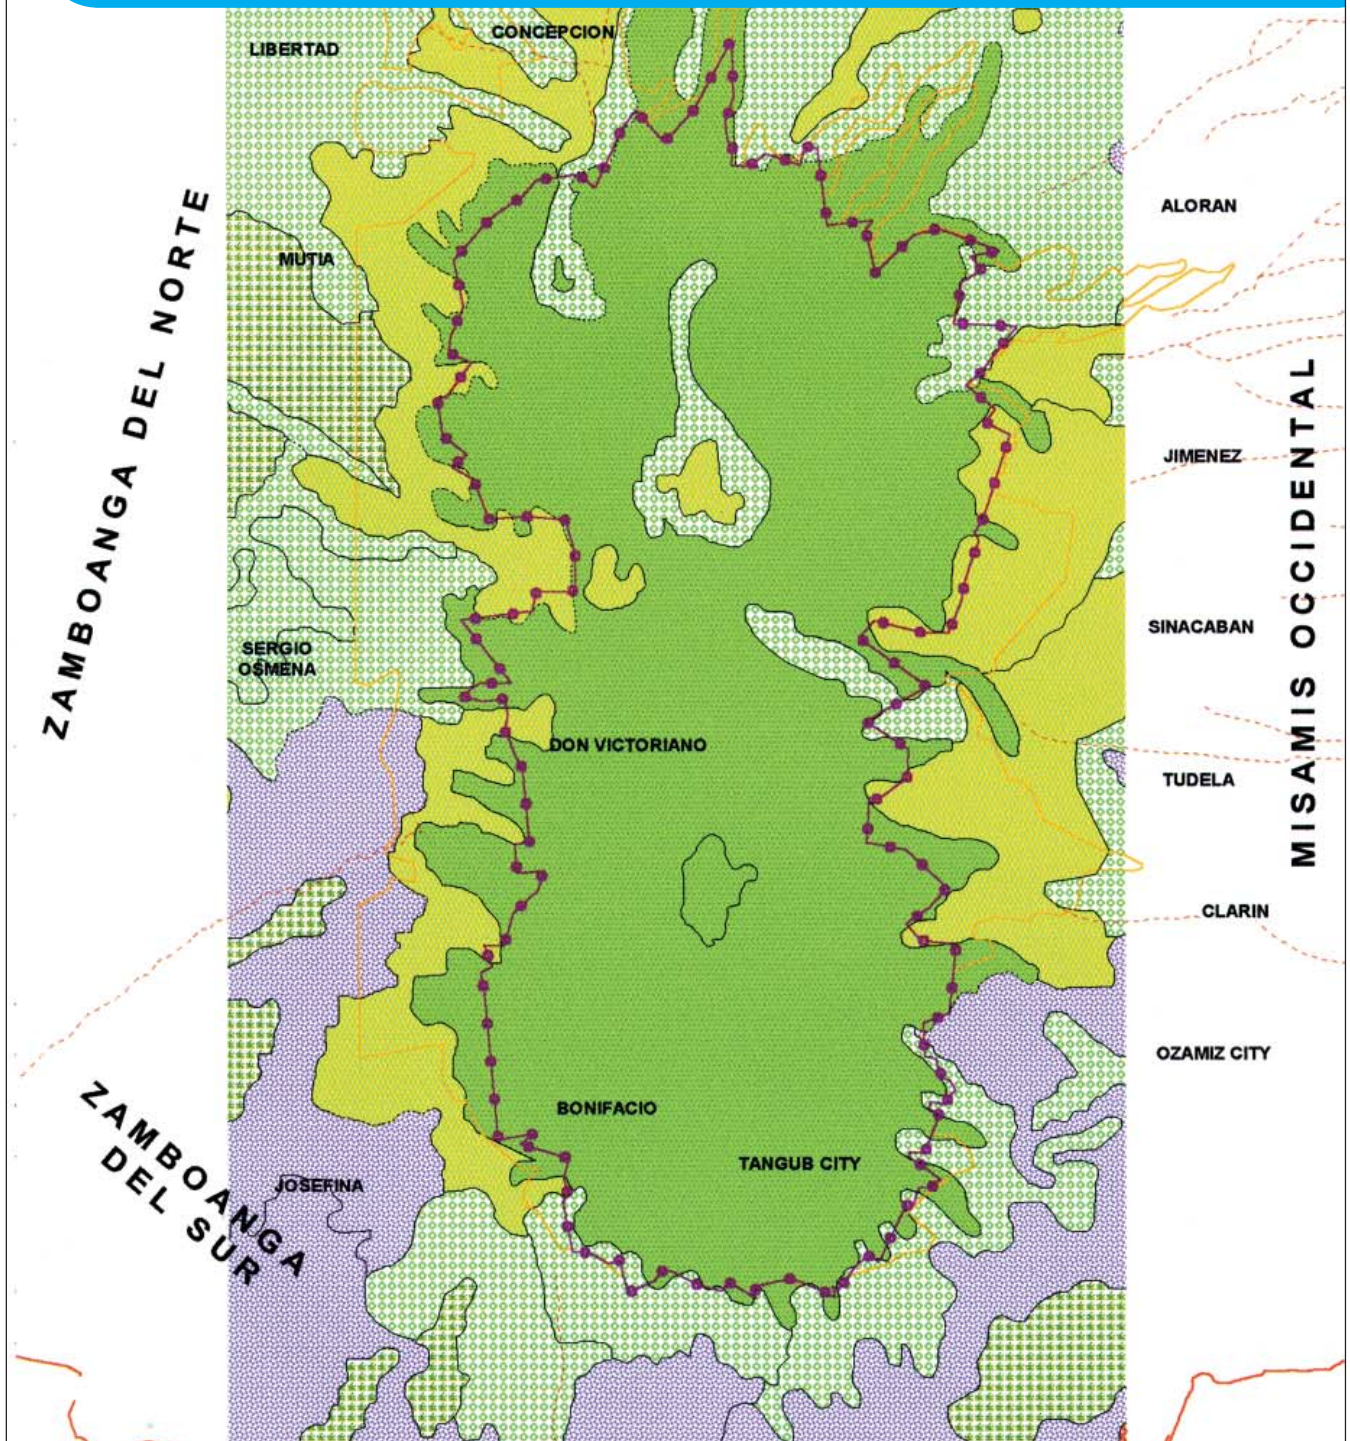 CONCEPCION
LIBERTAD
ALORAN
MUTIA
ZAMBOANGA DEL NORTE
MISAMIS OCCIDENTAL
JIMENEZ
SINACABAN
SERGIO
OSMENA
DON VICTORIANO
TUDELA
CLARIN
OZAMIZ CITY
BONIFACIO
TANGUB CITY
JOSEFINA
ZAMBOANGA
DEL SUR